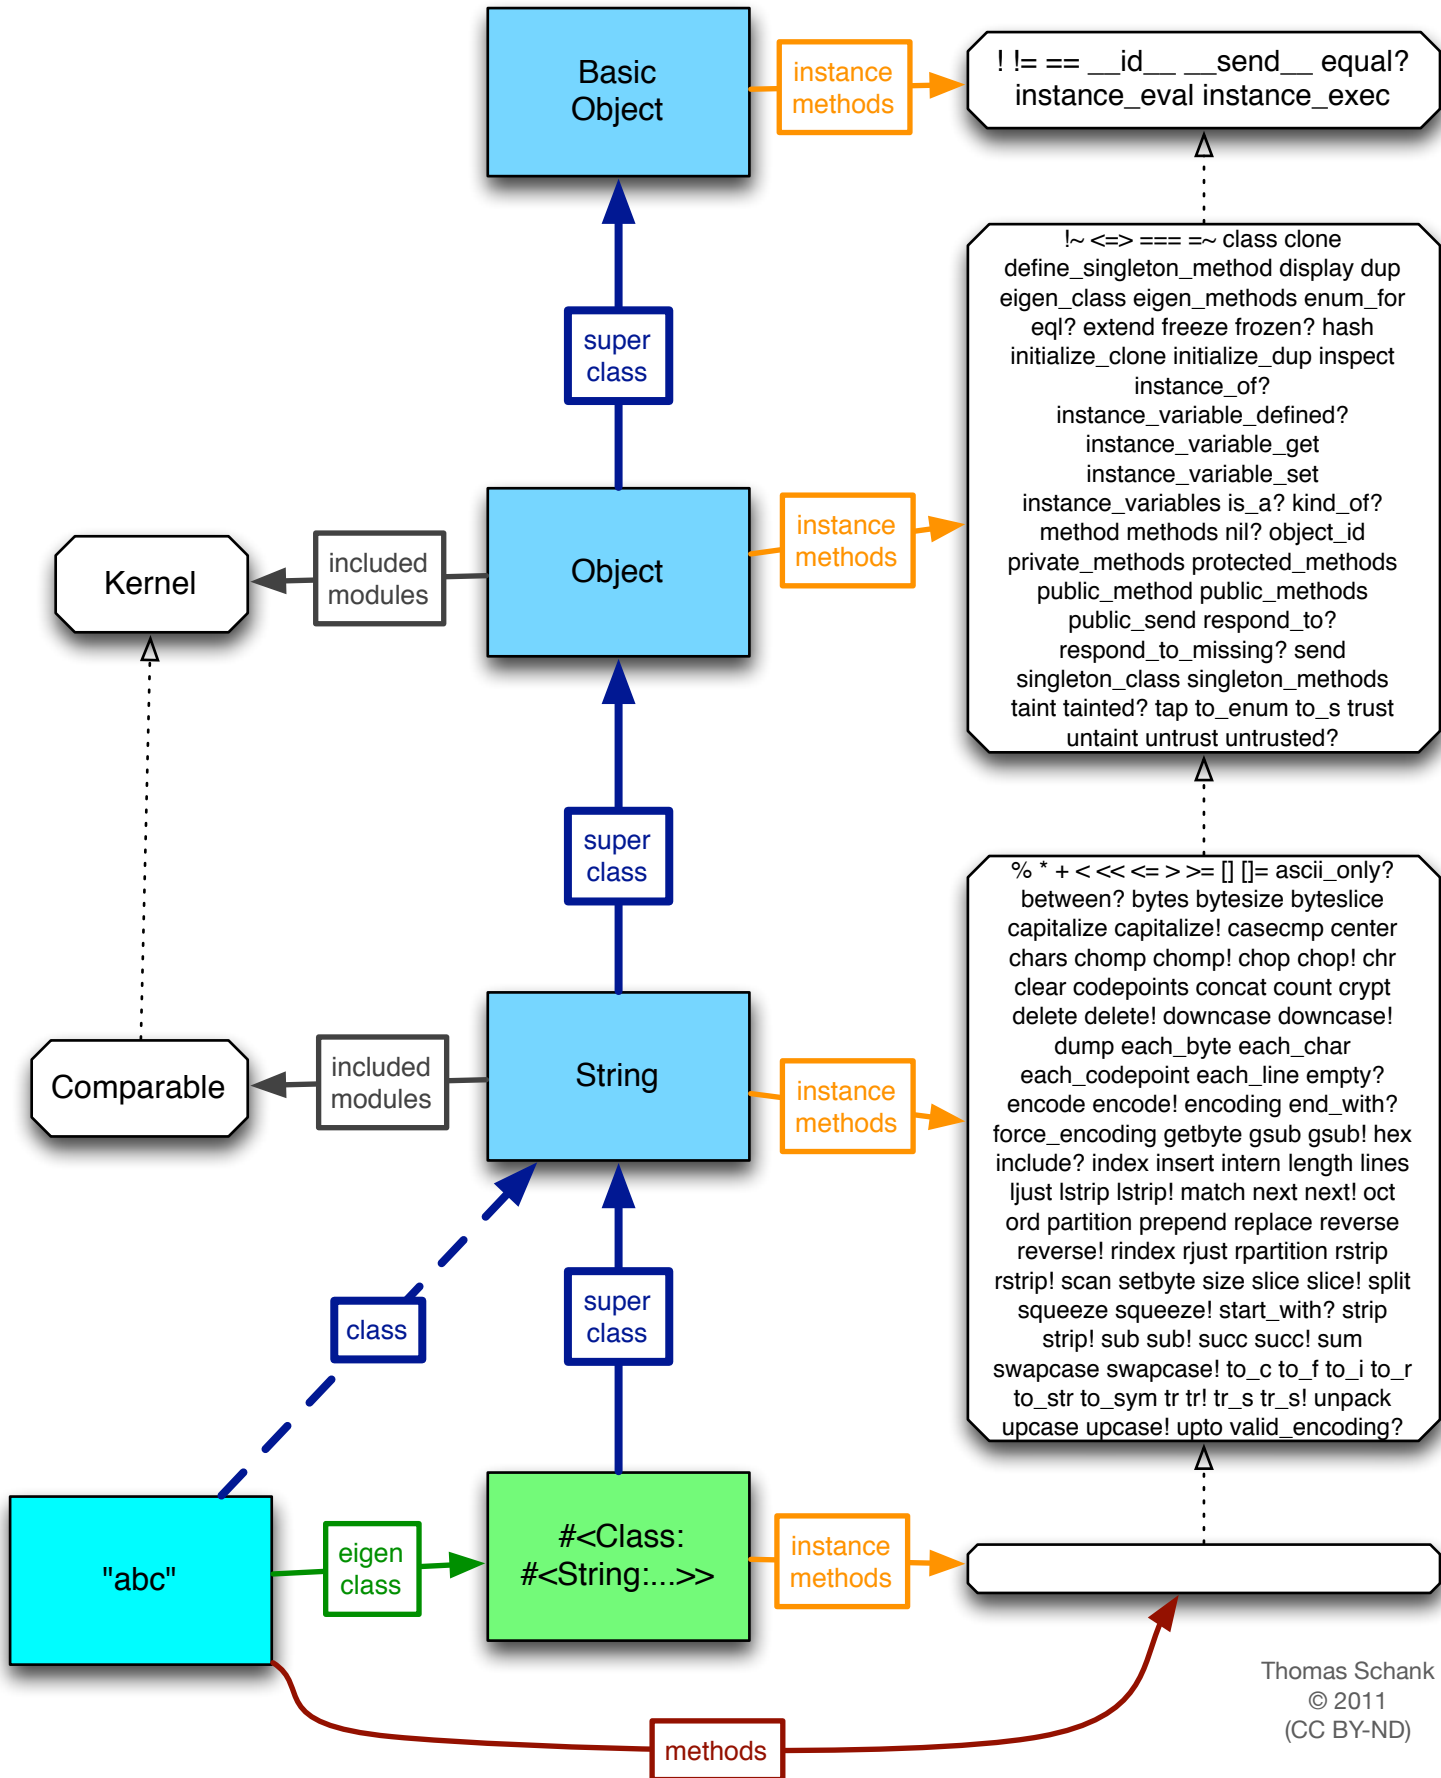 Basic
Object
instance
methods
! != == __id__ __send__ equal?
instance_eval instance_exec
super
class
!~ <=> === =~ class clone
define_singleton_method display dup
eigen_class eigen_methods enum_for
eql? extend freeze frozen? hash
initialize_clone initialize_dup inspect
instance_of?
instance_variable_defined?
instance_variable_get
instance_variable_set
instance_variables is_a? kind_of?
method methods nil? object_id
private_methods protected_methods
public_method public_methods
public_send respond_to?
respond_to_missing? send
singleton_class singleton_methods
taint tainted? tap to_enum to_s trust
untaint untrust untrusted?
Kernel
included
modules
Object
instance
methods
super
class
% * + < << <= > >= [] []= ascii_only?
between? bytes bytesize byteslice
capitalize capitalize! casecmp center
chars chomp chomp! chop chop! chr
clear codepoints concat count crypt
delete delete! downcase downcase!
dump each_byte each_char
each_codepoint each_line empty?
encode encode! encoding end_with?
force_encoding getbyte gsub gsub! hex
include? index insert intern length lines
ljust lstrip lstrip! match next next! oct
ord partition prepend replace reverse
reverse! rindex rjust rpartition rstrip
rstrip! scan setbyte size slice slice! split
squeeze squeeze! start_with? strip
strip! sub sub! succ succ! sum
swapcase swapcase! to_c to_f to_i to_r
to_str to_sym tr tr! tr_s tr_s! unpack
upcase upcase! upto valid_encoding?
Comparable
included
modules
String
instance
methods
class
super
class
"abc"
eigen
class
#<Class:
#<String:...>>
instance
methods
methods
Thomas Schank
© 2011
(CC BY-ND)